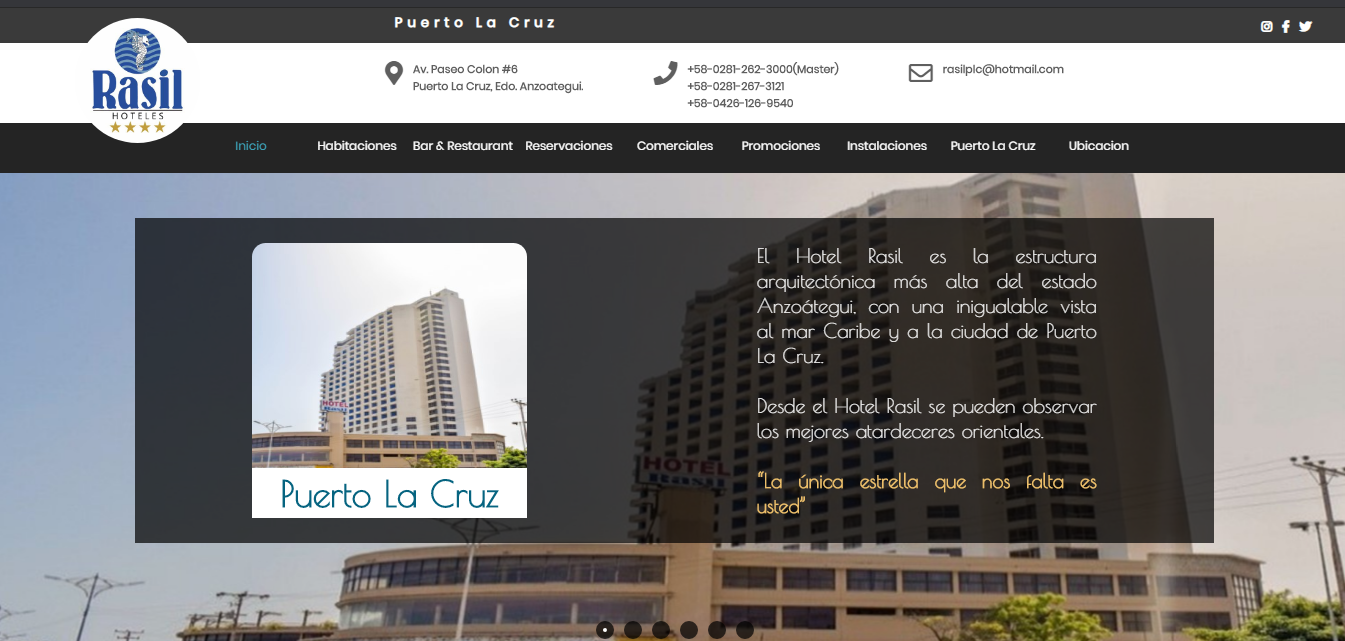 Puerto La Cruz
Rasil
HOTELES
Av. Paseo Colon #6
Puerto La Cruz, Edo. Anzoategui.
+58-0281-262-3000(Master)
+58-0281-267-3121
+58-0426-126-9540
rasilplc@hotmail.com
Inicio Habitaciones Bar & Restaurant Reservaciones Comerciales Promociones Instalaciones Puerto La Cruz Ubicacion
HOTEL
Rasil
Puerto La Cruz
El Hotel Rasil es la estructura
arquitectónica más alta del estado
Anzoátegui, con una inigualable vista
al mar Caribe y a la ciudad de Puerto
La Cruz.
Desde el Hotel Rasil se pueden observar
los mejores atardeceres orientales.
“La única estrella que nos falta es
usted”
HOTEL
Rasil